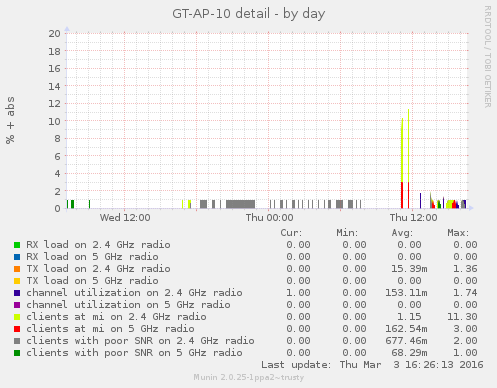 GT-AP-10 detail - by day
RRDTOOL / TOBI OETIKER
% + abs
20
18
16
14
12
10
8
6
4
2
0
Wed 12:00 Thu 00:00 Thu 12:00
Cur: Min: Avg: Max:
RX load on 2.4 GHz radio 0.00 0.00 0.00 0.00
RX load on 5 GHz radio 0.00 0.00 0.00 0.00
TX load on 2.4 GHz radio 0.00 0.00 15.39m 1.36
TX load on 5 GHz radio 0.00 0.00 0.00 0.00
channel utilization on 2.4 GHz radio 1.00 0.00 153.11m 1.74
channel utilization on 5 GHz radio 0.00 0.00 0.00 0.00
clients at mi on 2.4 GHz radio 0.00 0.00 1.15 11.30
clients at mi on 5 GHz radio 0.00 0.00 162.54m 3.00
clients with poor SNR on 2.4 GHz radio 0.00 0.00 677.46m 2.00
clients with poor SNR on 5 GHz radio 0.00 0.00 68.29m 1.00
Last update: Thu Mar 3 16:26:13 2016
Munin 2.0.25-1ppa2~trusty